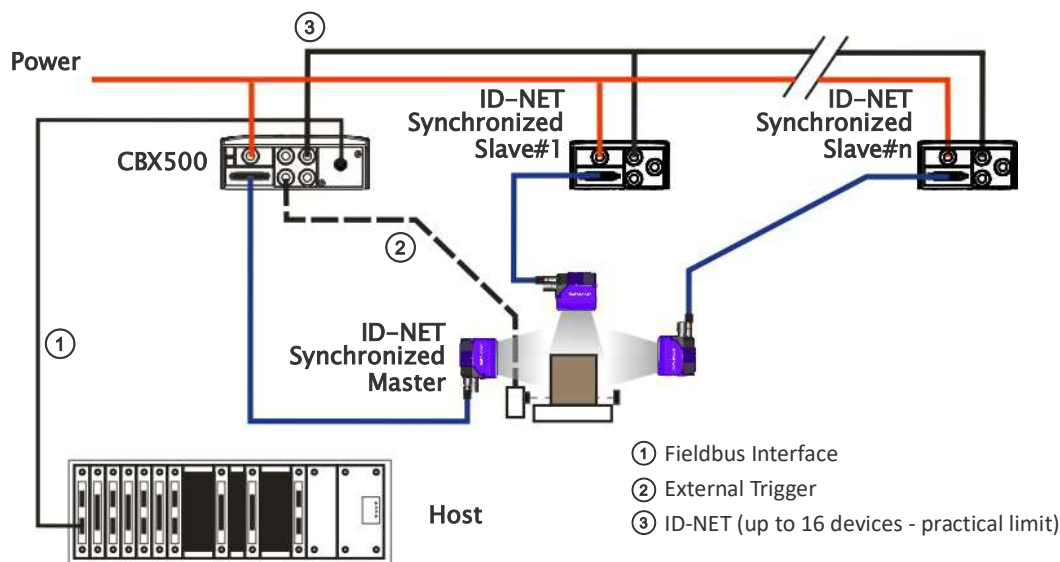 ③
Power
ID–NET
Synchronized
Slave#1
ID–NET
Synchronized
Slave#n
CBX500
②
①
ID–NET
Synchronized
Master
Host
① Fieldbus Interface
② External Trigger
③ ID-NET (up to 16 devices - practical limit)